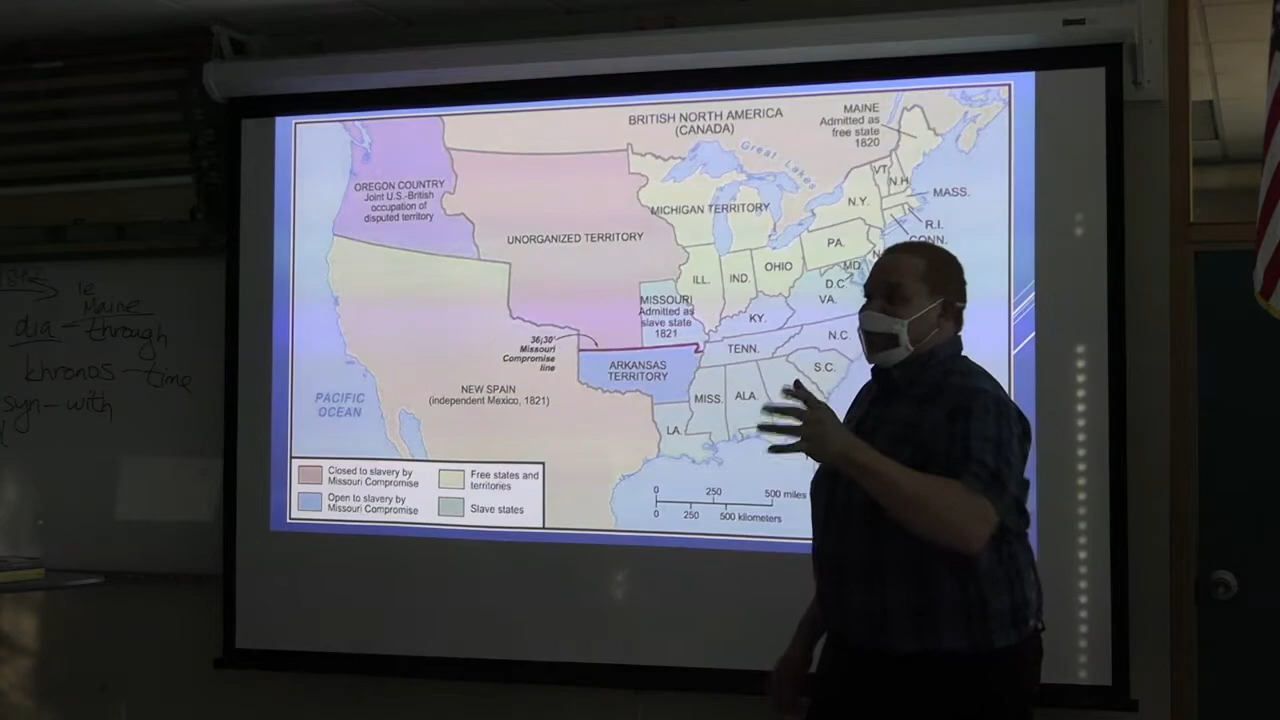 BRITISH NORTH AMERICA
(CANADA)
MAINE
Admitted as
free state
1820
Great Lakes
OREGON COUNTRY
Joint U.S.-British
occupation of
disputed territory
UNORGANIZED TERRITORY
MICHIGAN TERRITORY
VT.
N.H.
MASS.
N.Y.
R.I.
CONN.
PA.
ILL.
IND.
OHIO
MD.
D.C.
VA.
MISSOURI
Admitted as
slave state
1821
KY.
N.C.
TENN.
S.C.
36°30'
Missouri
Compromise
line
ARKANSAS
TERRITORY
NEW SPAIN
(independent Mexico, 1821)
MISS.
ALA.
LA.
PACIFIC
OCEAN
Closed to slavery by
Missouri Compromise
Open to slavery by
Missouri Compromise
Free states and
territories
Slave states
0 250 500 miles
0 250 500 kilometers
ie
Maine
dia – through
khronos – time
syn – with